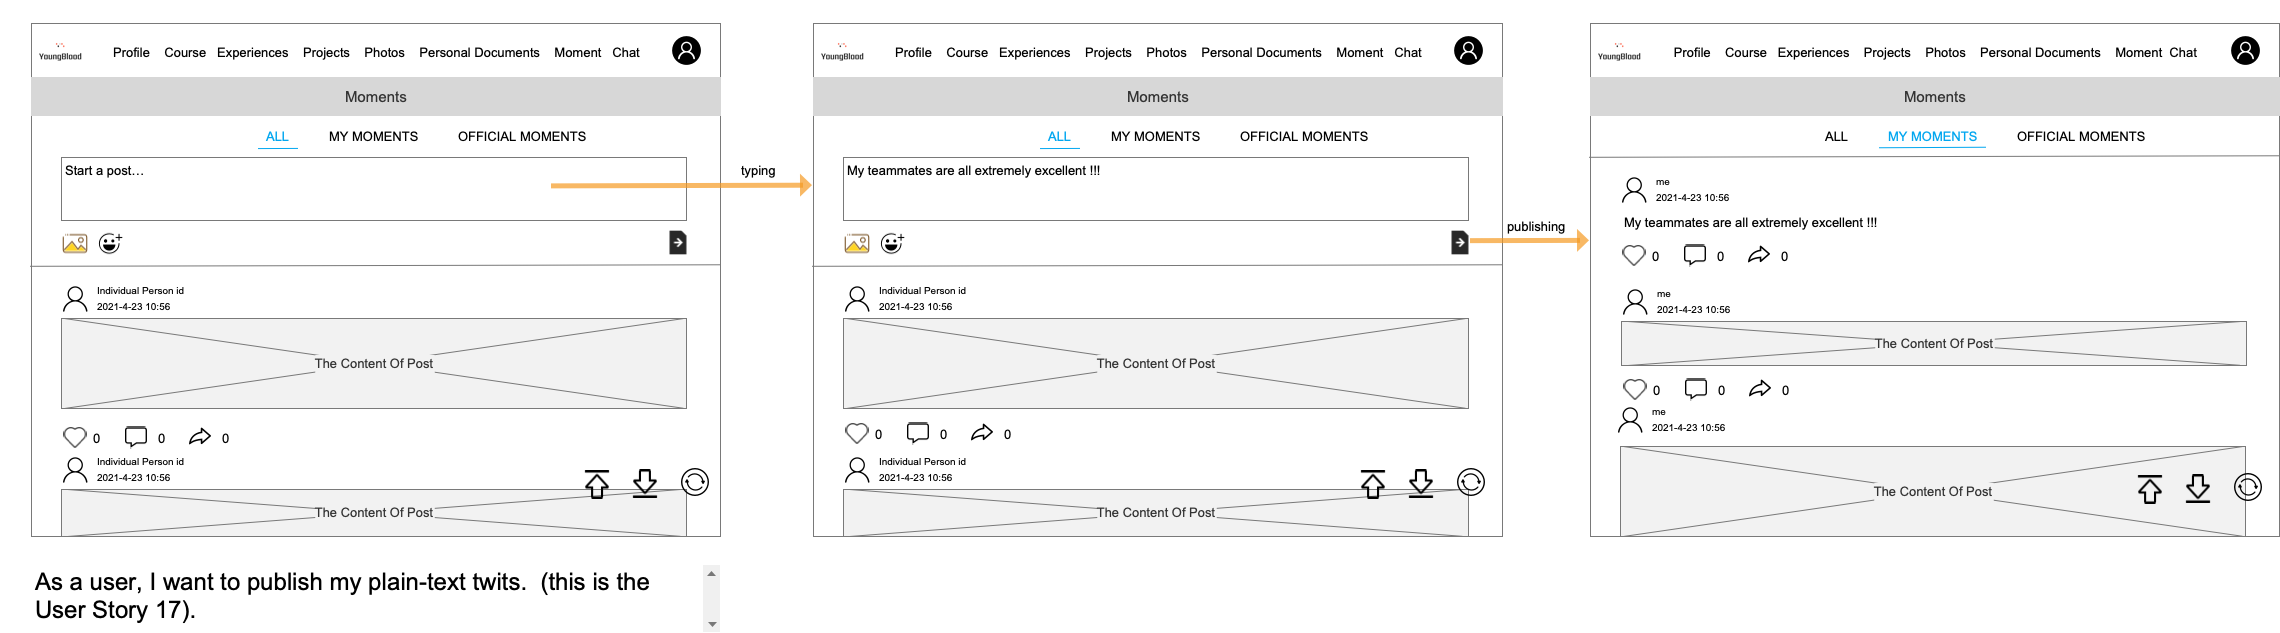 YoungBlood Profile Course Experiences Projects Photos Personal Documents Moment Chat
Moments
ALL MY MOMENTS OFFICIAL MOMENTS
Start a post...
Individual Person id
2021-4-23 10:56
The Content Of Post
0 0 0
Individual Person id
2021-4-23 10:56
The Content Of Post
typing
YoungBlood Profile Course Experiences Projects Photos Personal Documents Moment Chat
Moments
ALL MY MOMENTS OFFICIAL MOMENTS
My teammates are all extremely excellent !!!
Individual Person id
2021-4-23 10:56
The Content Of Post
0 0 0
Individual Person id
2021-4-23 10:56
The Content Of Post
publishing
YoungBlood Profile Course Experiences Projects Photos Personal Documents Moment Chat
Moments
ALL MY MOMENTS OFFICIAL MOMENTS
me
2021-4-23 10:56
My teammates are all extremely excellent !!!
0 0 0
me
2021-4-23 10:56
The Content Of Post
0 0 0
me
2021-4-23 10:56
The Content Of Post
As a user, I want to publish my plain-text twits. (this is the
User Story 17).